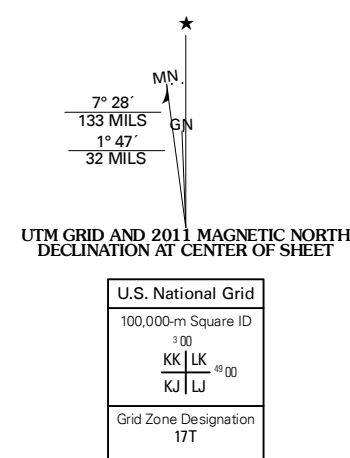 ★
MN
7° 28´
133 MILS
GN
1° 47´
32 MILS
UTM GRID AND 2011 MAGNETIC NORTH
DECLINATION AT CENTER OF SHEET
U.S. National Grid
100,000-m Square ID
3 00
KK LK
49 00
KJ LJ
Grid Zone Designation
17T